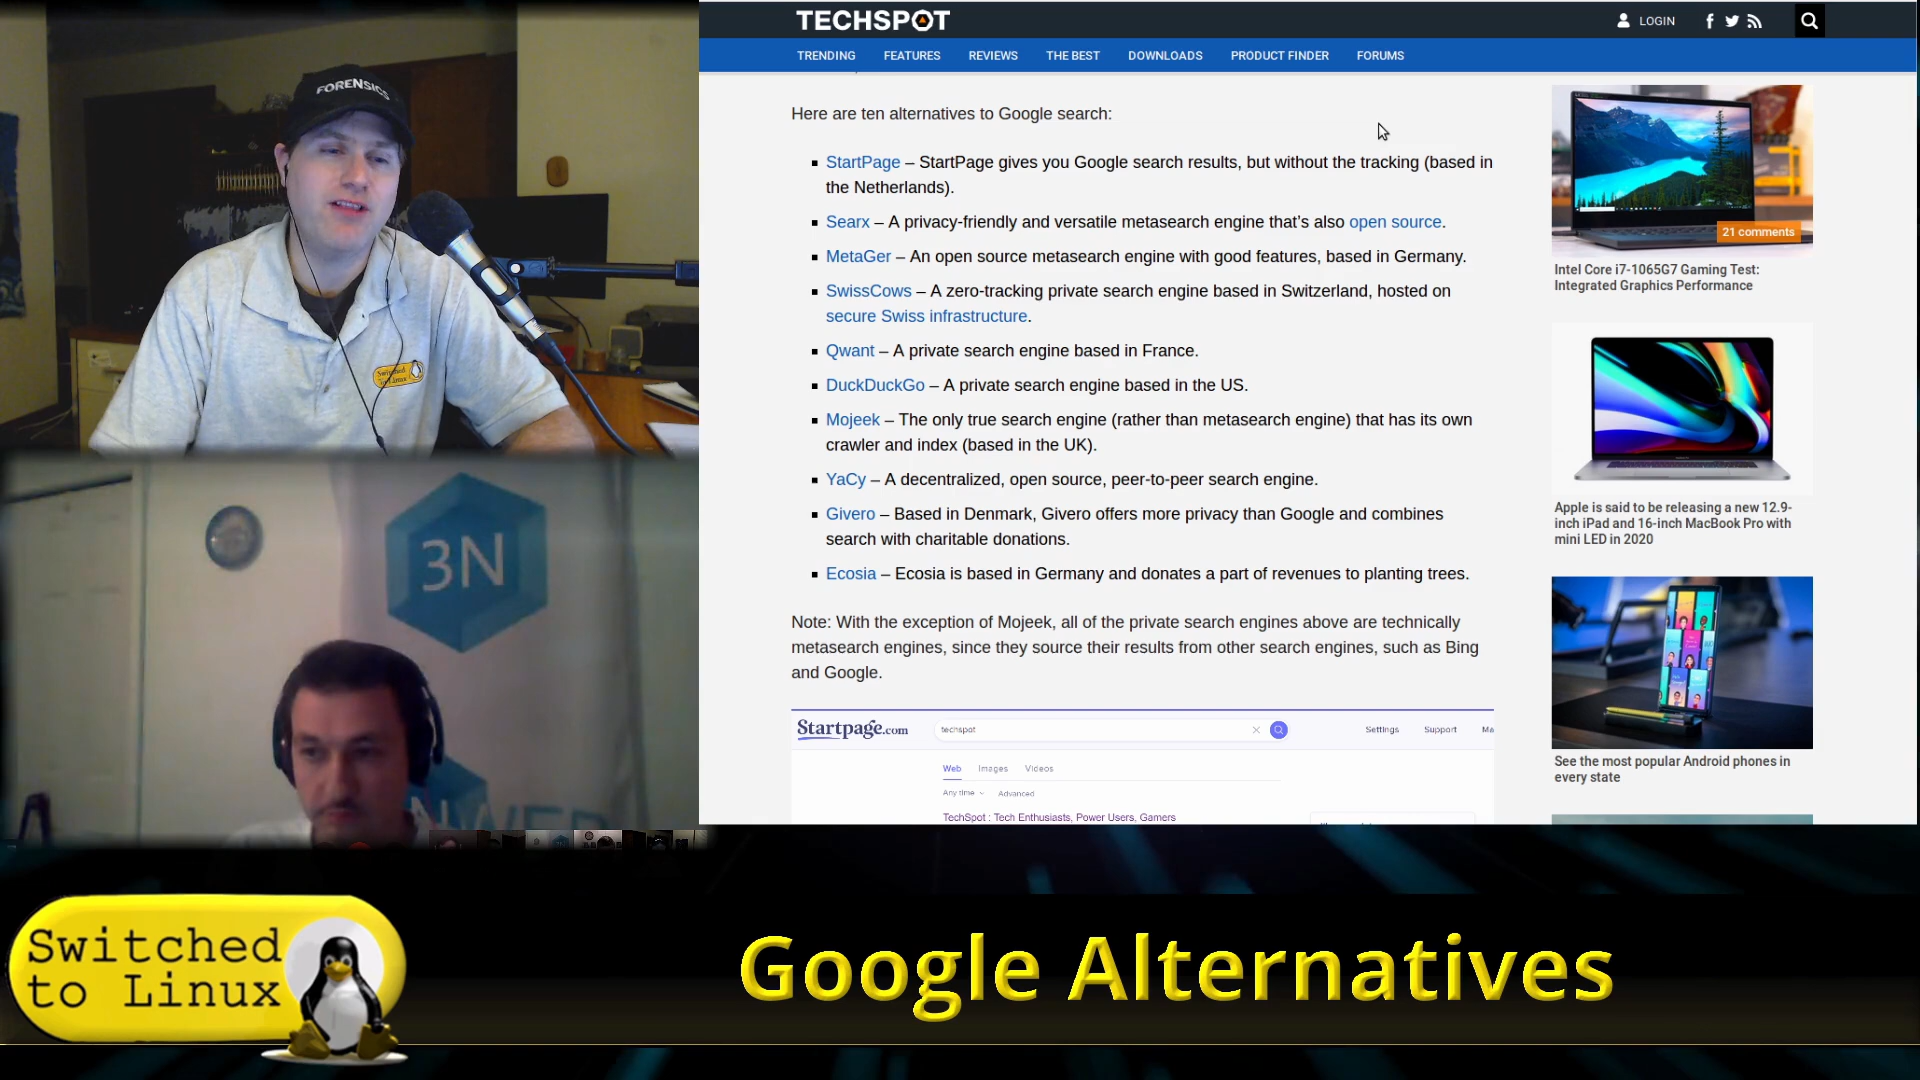 FORENSICS
Switched
to Linux
3N
TECHSPOT
LOGIN
TRENDING
FEATURES
REVIEWS
THE BEST
DOWNLOADS
PRODUCT FINDER
FORUMS
Here are ten alternatives to Google search:
StartPage – StartPage gives you Google search results, but without the tracking (based in
the Netherlands).
Searx – A privacy-friendly and versatile metasearch engine that’s also open source.
MetaGer – An open source metasearch engine with good features, based in Germany.
SwissCows – A zero-tracking private search engine based in Switzerland, hosted on
secure Swiss infrastructure.
Qwant – A private search engine based in France.
DuckDuckGo – A private search engine based in the US.
Mojeek – The only true search engine (rather than metasearch engine) that has its own
crawler and index (based in the UK).
YaCy – A decentralized, open source, peer-to-peer search engine.
Givero – Based in Denmark, Givero offers more privacy than Google and combines
search with charitable donations.
Ecosia – Ecosia is based in Germany and donates a part of revenues to planting trees.
Note: With the exception of Mojeek, all of the private search engines above are technically
metasearch engines, since they source their results from other search engines, such as Bing
and Google.
Startpage.com
techspot
Settings
Support
Web
Images
Videos
Any time
Advanced
TechSpot : Tech Enthusiasts, Power Users, Gamers
21 comments
Intel Core i7-1065G7 Gaming Test:
Integrated Graphics Performance
Apple is said to be releasing a new 12.9-
inch iPad and 16-inch MacBook Pro with
mini LED in 2020
See the most popular Android phones in
every state
Switched
to Linux
Google Alternatives